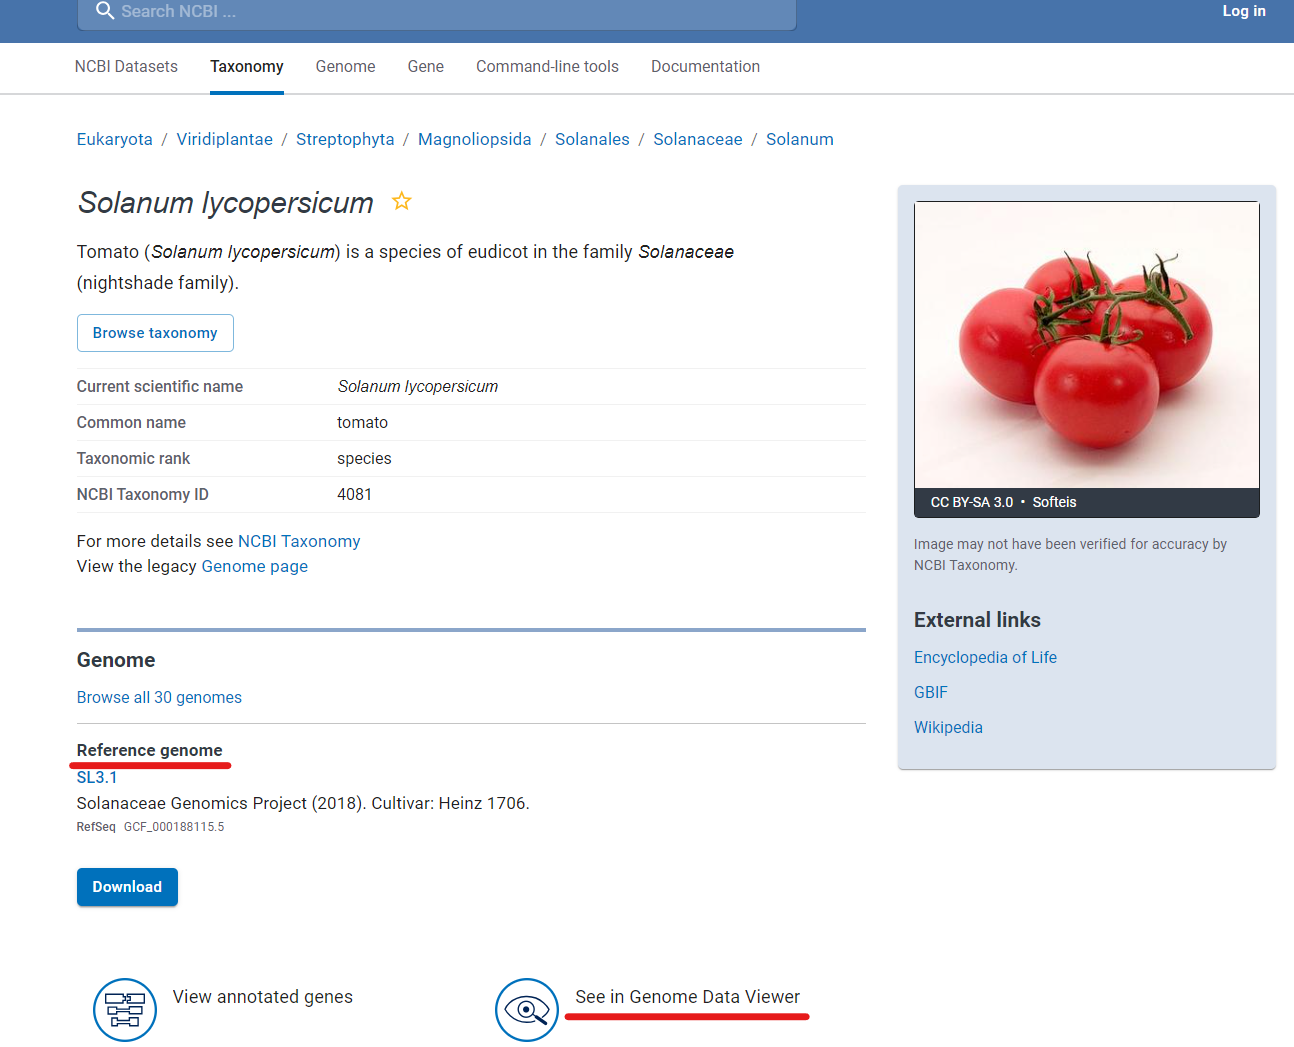 Search NCBI ...
Log in
NCBI Datasets Taxonomy Genome Gene Command-line tools Documentation
Eukaryota / Viridiplantae / Streptophyta / Magnoliopsida / Solanales / Solanaceae / Solanum
Solanum lycopersicum
Tomato (Solanum lycopersicum) is a species of eudicot in the family Solanaceae
(nightshade family).
Browse taxonomy
Current scientific name Solanum lycopersicum
Common name tomato
Taxonomic rank species
NCBI Taxonomy ID 4081
For more details see NCBI Taxonomy
View the legacy Genome page
Genome
Browse all 30 genomes
Reference genome
SL3.1
Solanaceae Genomics Project (2018). Cultivar: Heinz 1706.
RefSeq GCF_000188115.5
Download
View annotated genes
See in Genome Data Viewer
CC BY-SA 3.0 • Softeis
Image may not have been verified for accuracy by
NCBI Taxonomy.
External links
Encyclopedia of Life
GBIF
Wikipedia